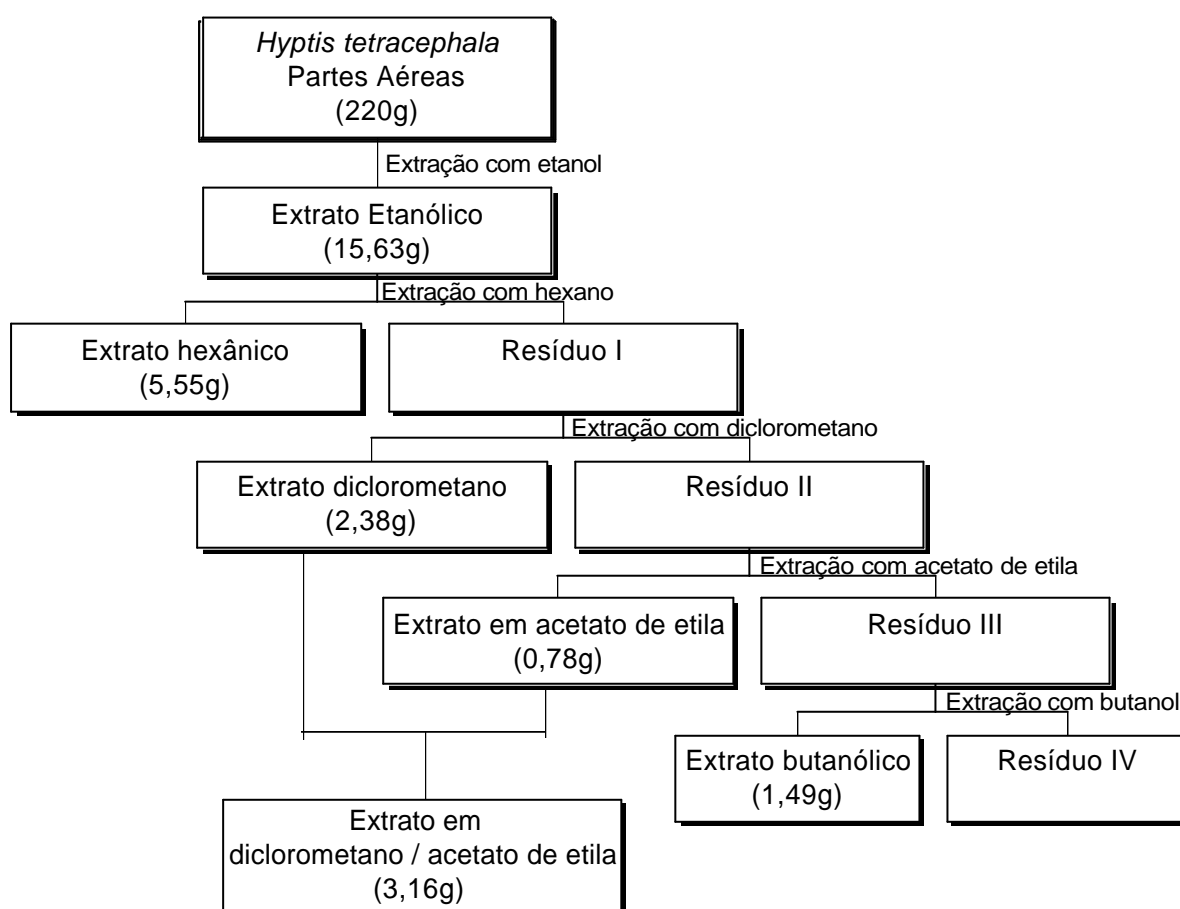 Hyptis tetracephala
Partes Aéreas
(220g)
Extração com etanol
Extrato Etanólico
(15,63g)
Extração com hexano
Extrato hexânico
(5,55g)
Resíduo I
Extração com diclorometano
Extrato diclorometano
(2,38g)
Resíduo II
Extração com acetato de etila
Extrato em acetato de etila
(0,78g)
Resíduo III
Extração com butanol
Extrato butanólico
(1,49g)
Resíduo IV
Extrato em
diclorometano / acetato de etila
(3,16g)